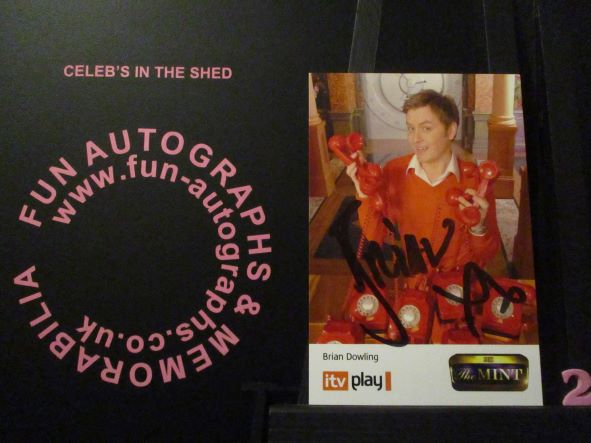 CELEB'S IN THE SHED
FUN AUTOGRAPHS & MEMORABILIA
www.fun-autographs.co.uk
Brian
Brian Dowling
itv play
The MINT
2